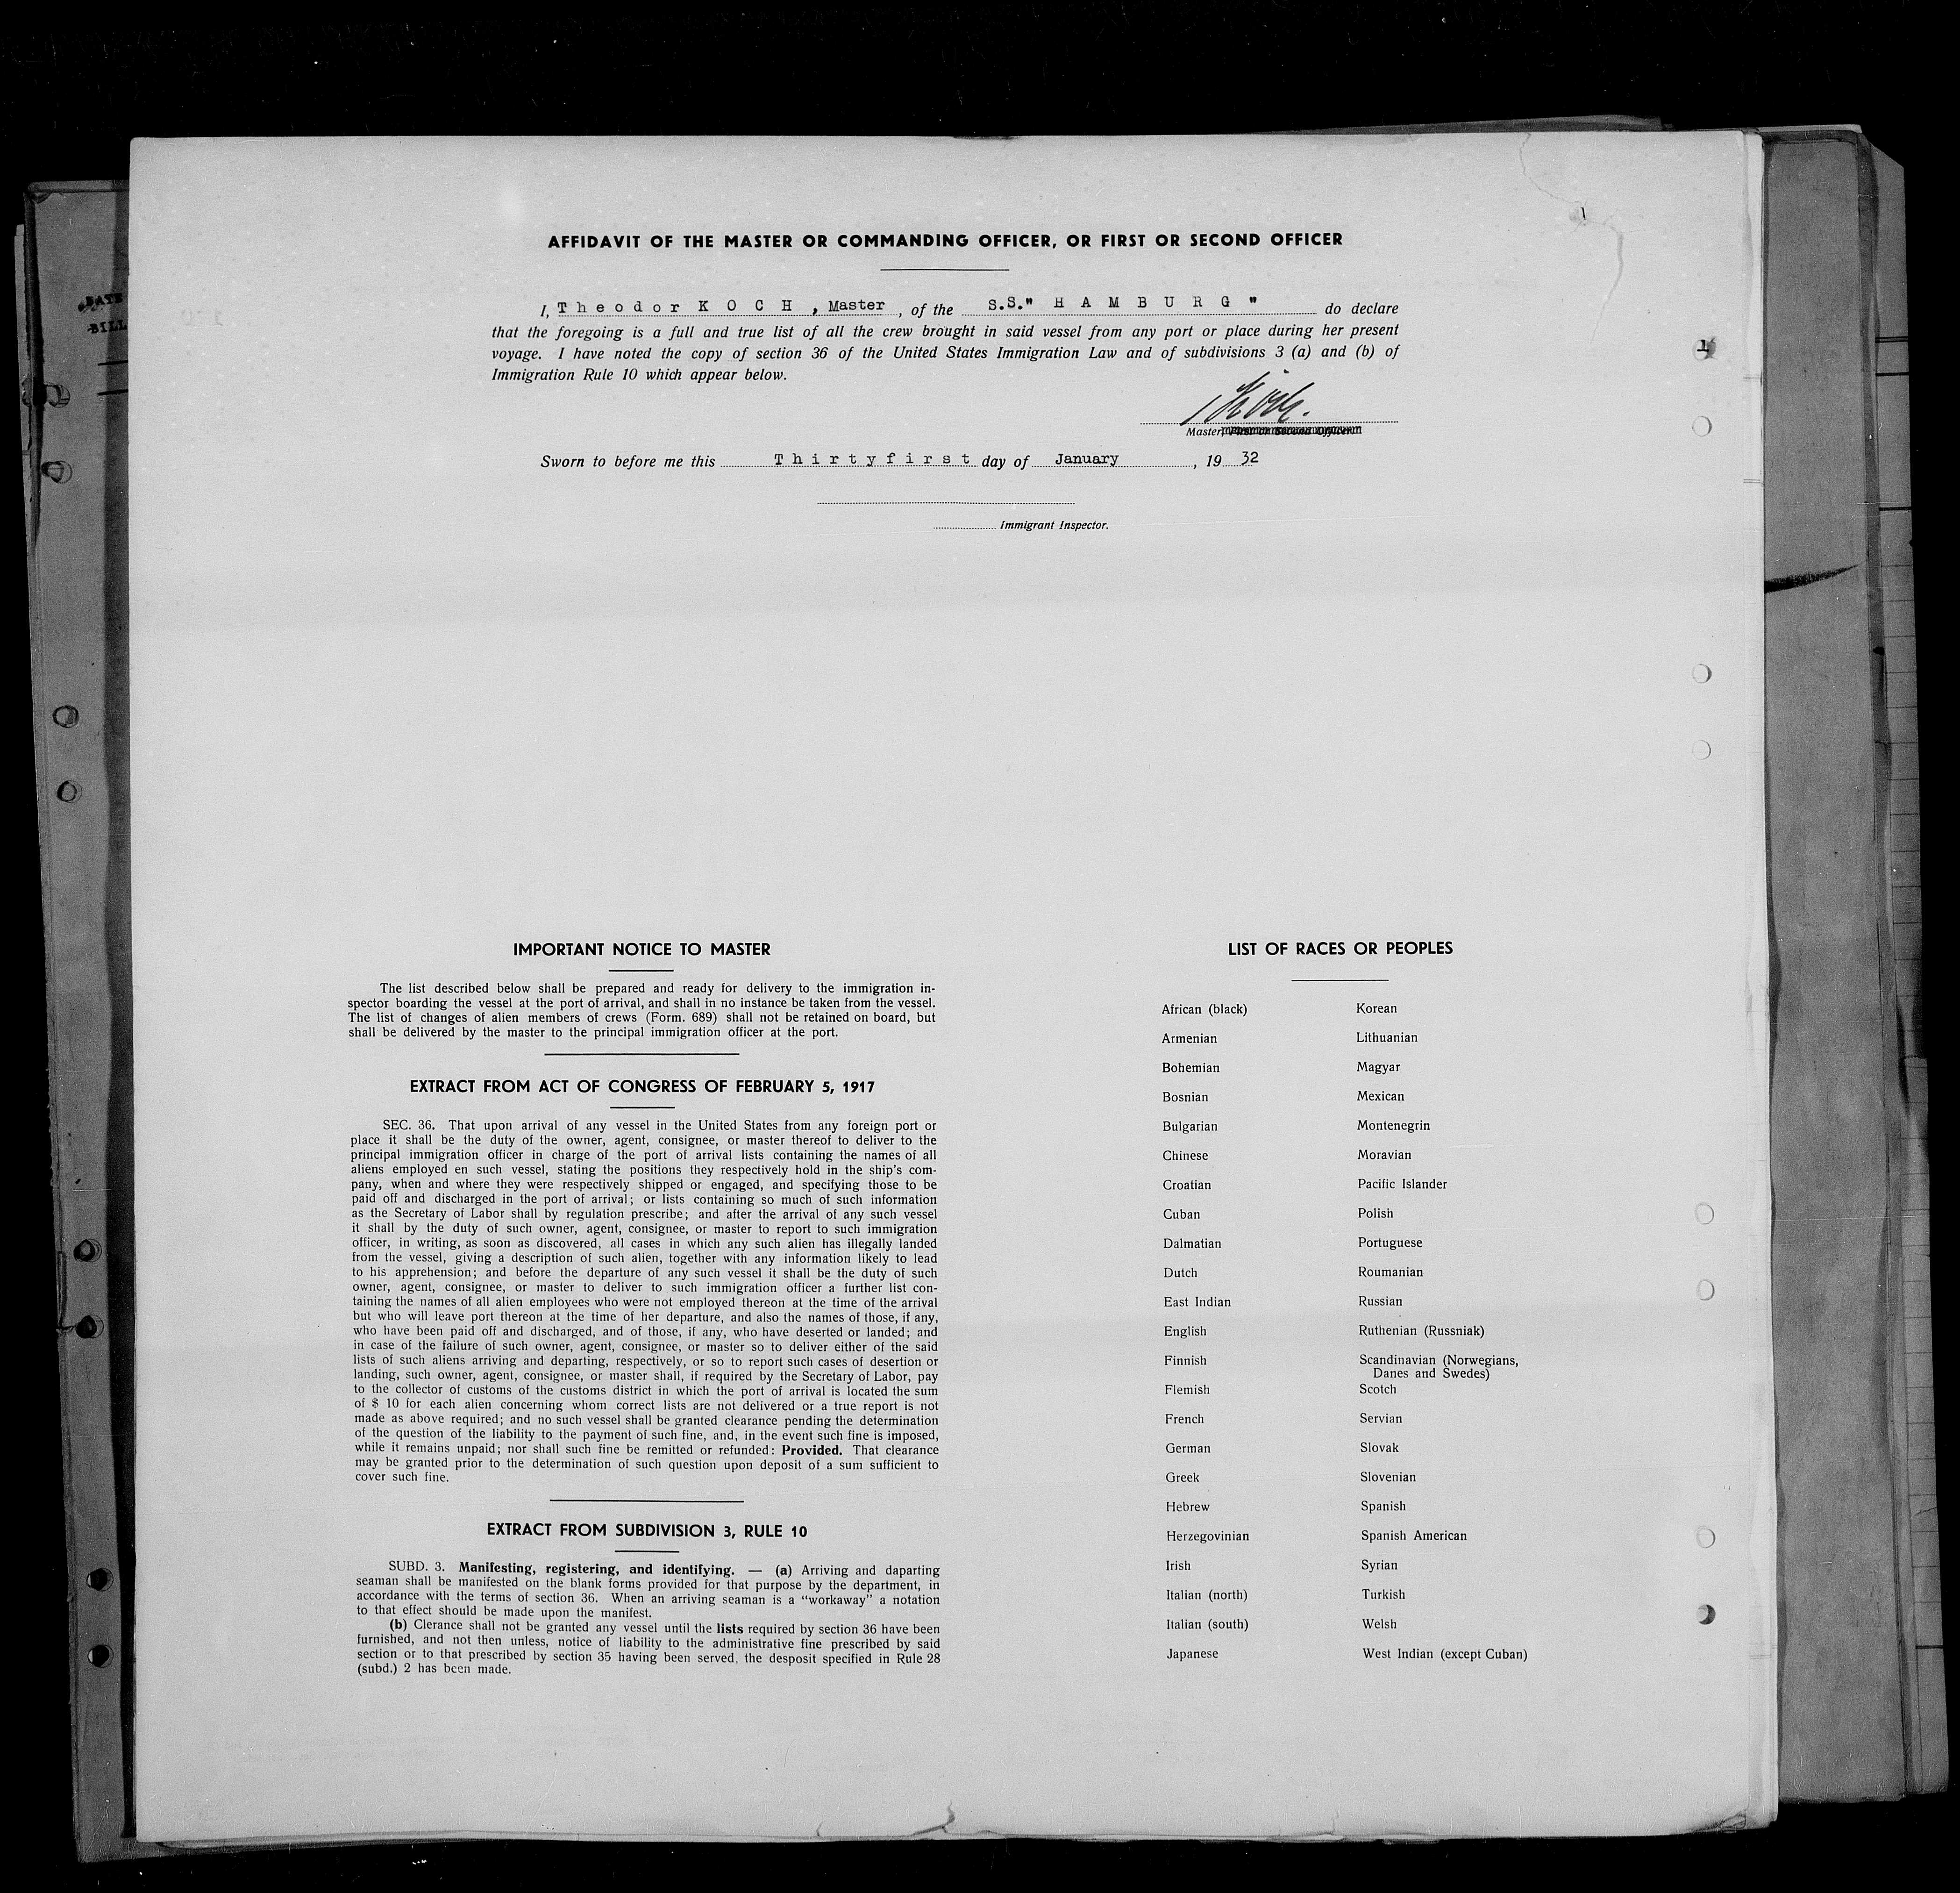 DATE
BILL
AFFIDAVIT OF THE MASTER OR COMMANDING OFFICER, OR FIRST OR SECOND OFFICER
I, Theodor KOCH, Master, of the S.S." HAMBURG " do declare
that the foregoing is a full and true list of all the crew brought in said vessel from any port or place during her present
voyage. I have noted the copy of section 36 of the United States Immigration Law and of subdivisions 3 (a) and (b) of
Immigration Rule 10 which appear below.
Koch.
Master,
Sworn to before me this Thirtyfirst day of January, 19 32
Immigrant Inspector.
IMPORTANT NOTICE TO MASTER
The list described below shall be prepared and ready for delivery to the immigration in-
spector boarding the vessel at the port of arrival, and shall in no instance be taken from the vessel.
The list of changes of alien members of crews (Form. 689) shall not be retained on board, but
shall be delivered by the master to the principal immigration officer at the port.
EXTRACT FROM ACT OF CONGRESS OF FEBRUARY 5, 1917
SEC. 36. That upon arrival of any vessel in the United States from any foreign port or
place it shall be the duty of the owner, agent, consignee, or master thereof to deliver to the
principal immigration officer in charge of the port of arrival lists containing the names of all
aliens employed en such vessel, stating the positions they respectively hold in the ship's com-
pany, when and where they were respectively shipped or engaged, and specifying those to be
paid off and discharged in the port of arrival; or lists containing so much of such information
as the Secretary of Labor shall by regulation prescribe; and after the arrival of any such vessel
it shall by the duty of such owner, agent, consignee, or master to report to such immigration
officer, in writing, as soon as discovered, all cases in which any such alien has illegally landed
from the vessel, giving a description of such alien, together with any information likely to lead
to his apprehension; and before the departure of any such vessel it shall be the duty of such
owner, agent, consignee, or master to deliver to such immigration officer a further list con-
taining the names of all alien employees who were not employed thereon at the time of the arrival
but who will leave port thereon at the time of her departure, and also the names of those, if any,
who have been paid off and discharged, and of those, if any, who have deserted or landed; and
in case of the failure of such owner, agent, consignee, or master so to deliver either of the said
lists of such aliens arriving and departing, respectively, or so to report such cases of desertion or
landing, such owner, agent, consignee, or master shall, if required by the Secretary of Labor, pay
to the collector of customs of the customs district in which the port of arrival is located the sum
of $ 10 for each alien concerning whom correct lists are not delivered or a true report is not
made as above required; and no such vessel shall be granted clearance pending the determination
of the question of the liability to the payment of such fine, and, in the event such fine is imposed,
while it remains unpaid; nor shall such fine be remitted or refunded: Provided. That clearance
may be granted prior to the determination of such question upon deposit of a sum sufficient to
cover such fine.
EXTRACT FROM SUBDIVISION 3, RULE 10
SUBD. 3. Manifesting, registering, and identifying. — (a) Arriving and daparting
seaman shall be manifested on the blank forms provided for that purpose by the department, in
accordance with the terms of section 36. When an arriving seaman is a "workaway" a notation
to that effect should be made upon the manifest.
(b) Clerance shall not be granted any vessel until the lists required by section 36 have been
furnished, and not then unless, notice of liability to the administrative fine prescribed by said
section or to that prescribed by section 35 having been served, the desposit specified in Rule 28
(subd.) 2 has been made.
LIST OF RACES OR PEOPLES
African (black)
Armenian
Bohemian
Bosnian
Bulgarian
Chinese
Croatian
Cuban
Dalmatian
Dutch
East Indian
English
Finnish
Flemish
French
German
Greek
Hebrew
Herzegovinian
Irish
Italian (north)
Italian (south)
Japanese
Korean
Lithuanian
Magyar
Mexican
Montenegrin
Moravian
Pacific Islander
Polish
Portuguese
Roumanian
Russian
Ruthenian (Russniak)
Scandinavian (Norwegians,
Danes and Swedes)
Scotch
Servian
Slovak
Slovenian
Spanish
Spanish American
Syrian
Turkish
Welsh
West Indian (except Cuban)